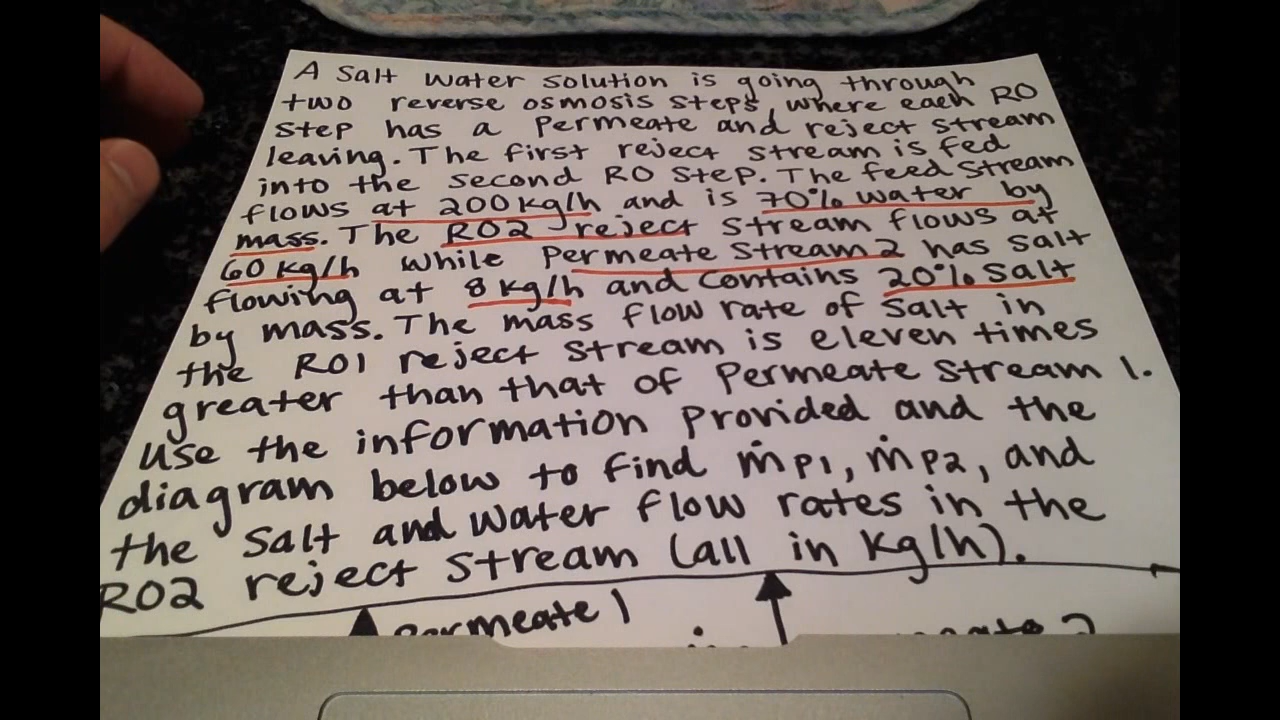 A salt water solution is going through
two reverse osmosis steps, where each RO
step has a permeate and reject stream
leaving. The first reject stream is fed
into the second RO step. The feed stream
flows at 200 kg/h and is 70% water by
mass. The RO2 reject stream flows at
60 kg/h while permeate stream 2 has salt
flowing at 8 kg/h and contains 20% salt
by mass. The mass flow rate of salt in
the RO1 reject stream is eleven times
greater than that of permeate stream 1.
Use the information provided and the
diagram below to find ṁp1, ṁp2, and
the salt and water flow rates in the
RO2 reject stream (all in kg/h).
Permeate 1